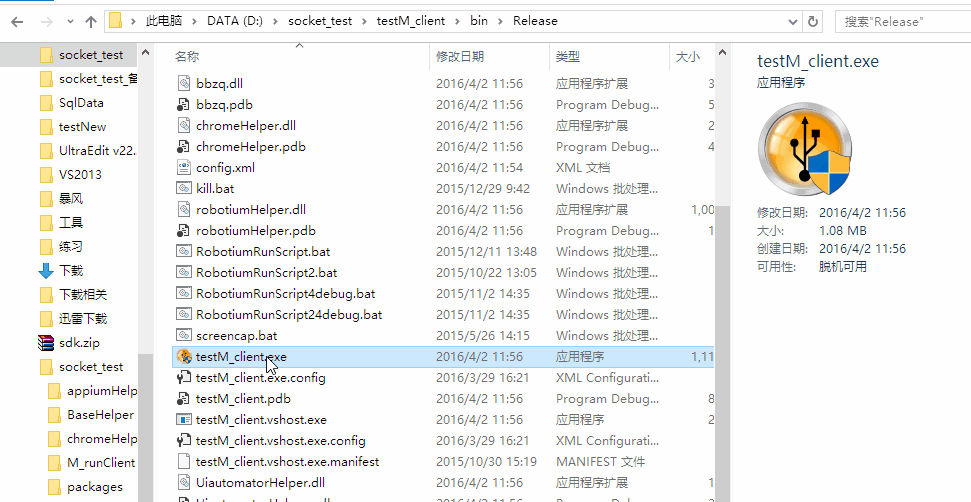 此电脑 > DATA (D:) > socket_test > testM_client > bin > Release
搜索"Release"
socket_test
socket_test_备
SqlData
testNew
UltraEdit v22.
VS2013
暴风
工具
练习
下载
下载相关
迅雷下载
sdk.zip
socket_test
appiumHelp
BaseHelper
chromeHelp
M_runClient
packages
名称 修改日期 类型 大小
bbzq.dll 2016/4/2 11:56 应用程序扩展 3
bbzq.pdb 2016/4/2 11:56 Program Debug... 5
chromeHelper.dll 2016/4/2 11:56 应用程序扩展 2
chromeHelper.pdb 2016/4/2 11:56 Program Debug... 4
config.xml 2016/4/2 11:54 XML 文档
kill.bat 2015/12/29 9:42 Windows 批处理...
robotiumHelper.dll 2016/4/2 11:56 应用程序扩展 1,00
robotiumHelper.pdb 2016/4/2 11:56 Program Debug... 1
RobotiumRunScript.bat 2015/12/11 13:48 Windows 批处理...
RobotiumRunScript2.bat 2015/10/22 13:05 Windows 批处理...
RobotiumRunScript4debug.bat 2015/11/2 14:35 Windows 批处理...
RobotiumRunScript24debug.bat 2015/11/2 14:35 Windows 批处理...
screencap.bat 2015/5/26 14:15 Windows 批处理...
testM_client.exe 2016/4/2 11:56 应用程序 1,11
testM_client.exe.config 2016/3/29 16:21 XML Configurati...
testM_client.pdb 2016/4/2 11:56 Program Debug... 8
testM_client.vshost.exe 2016/4/2 11:56 应用程序 2
testM_client.vshost.exe.config 2016/3/29 16:21 XML Configurati...
testM_client.vshost.exe.manifest 2015/10/30 15:19 MANIFEST 文件
UiautomatorHelper.dll 2016/4/2 11:56 应用程序扩展 1
testM_client.exe
应用程序
修改日期: 2016/4/2 11:56
大小: 1.08 MB
创建日期: 2016/4/2 11:56
可用性: 脱机可用